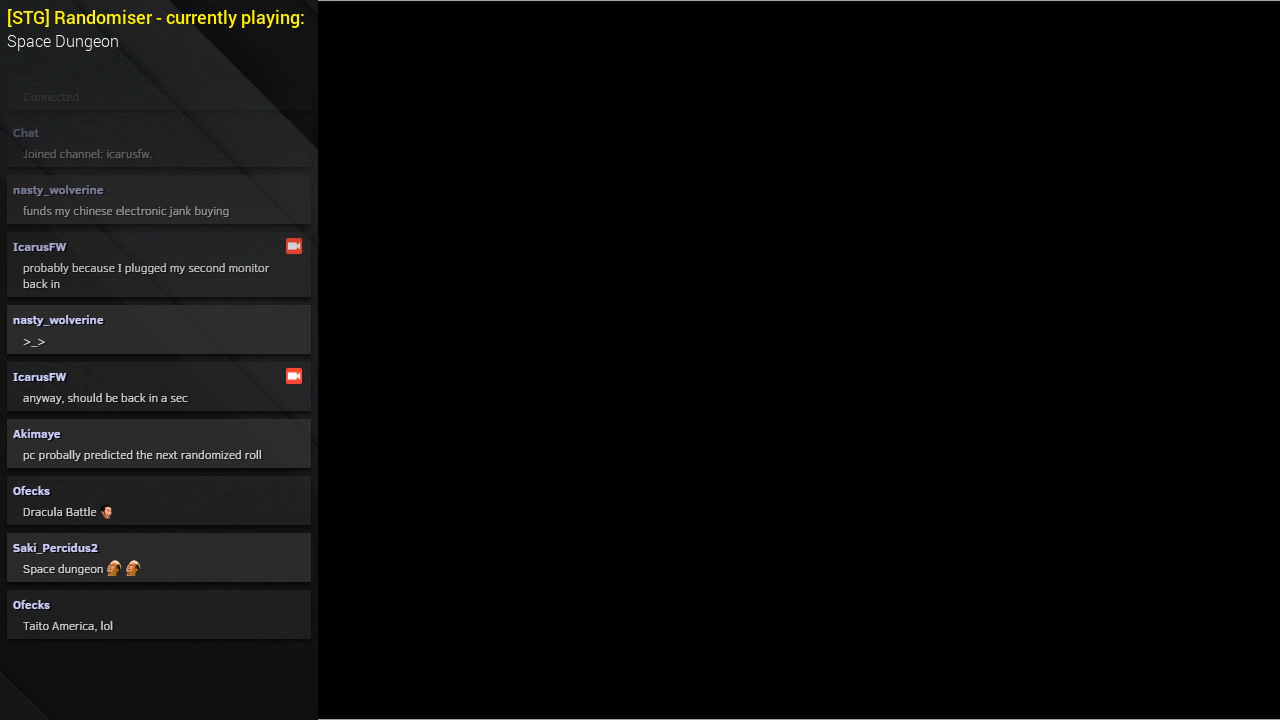 [STG] Randomiser - currently playing:
Space Dungeon
Connected.
Chat
Joined channel: icarusfw.
nasty_wolverine
funds my chinese electronic jank buying
IcarusFW
probably because I plugged my second monitor
back in
nasty_wolverine
>_>
IcarusFW
anyway, should be back in a sec
Akimaye
pc probally predicted the next randomized roll
Ofecks
Dracula Battle
Saki_Percidus2
Space dungeon
Ofecks
Taito America, lol